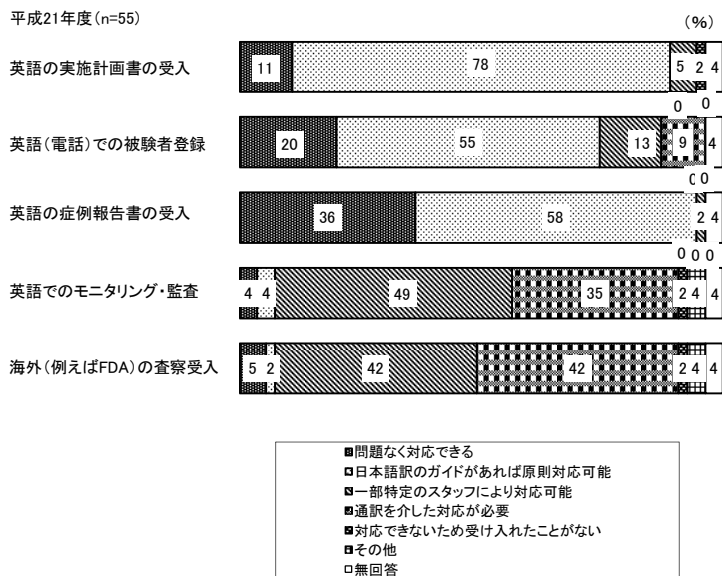 平成21年度(n=55)
(%)
英語の実施計画書の受入
11 78 5 2 4
0 0
英語(電話)での被験者登録
20 55 13 9 4
0 0
英語の症例報告書の受入
36 58 2 4
0 0 0
英語でのモニタリング・監査
4 4 49 35 2 4 4
海外(例えばFDA)の査察受入
5 2 42 42 2 4 4
問題なく対応できる
日本語訳のガイドがあれば原則対応可能
一部特定のスタッフにより対応可能
通訳を介した対応が必要
対応できないため受け入れたことがない
その他
無回答